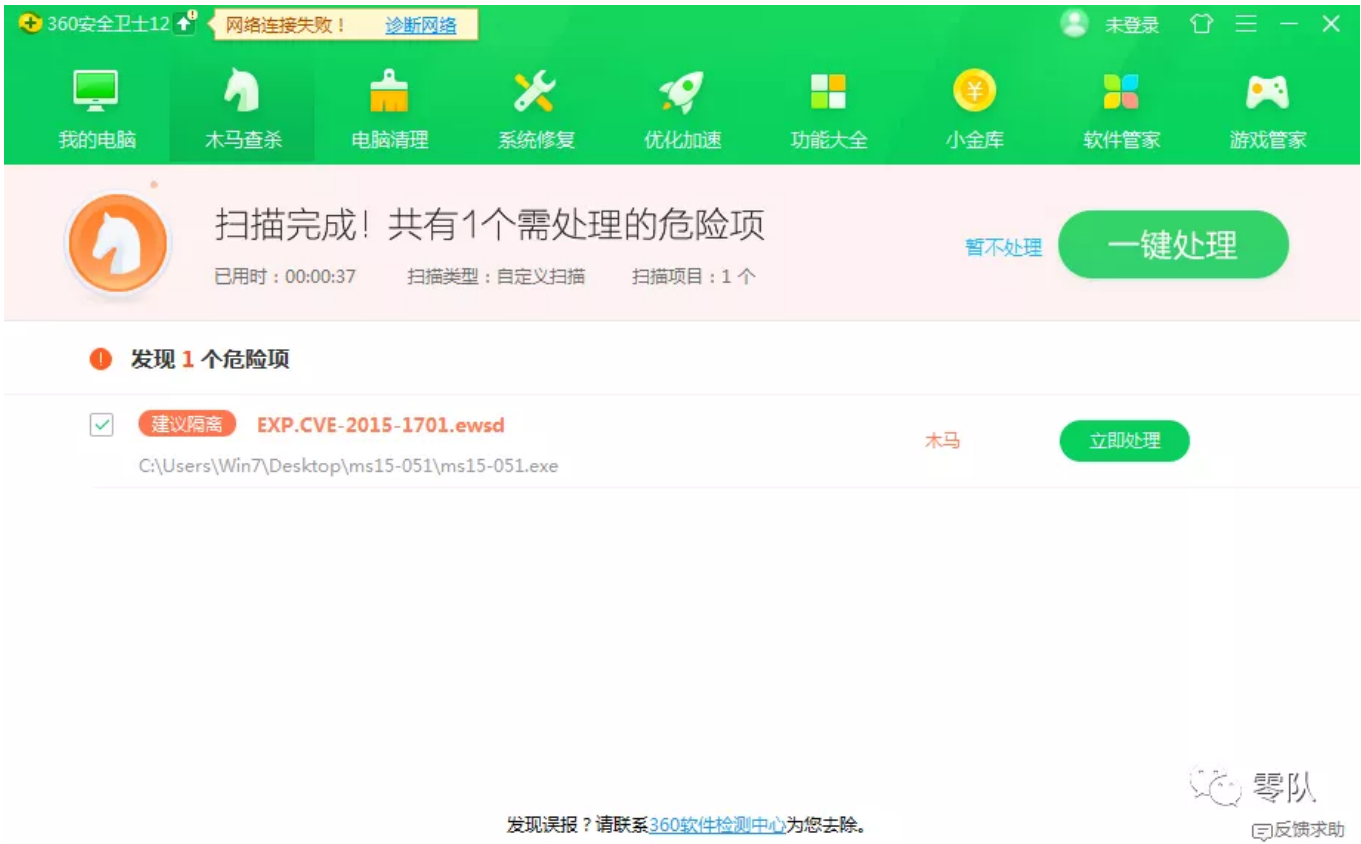 360安全卫士12 网络连接失败！ 诊断网络 未登录
我的电脑 木马查杀 电脑清理 系统修复 优化加速 功能大全 小金库 软件管家 游戏管家
扫描完成！共有1个需处理的危险项
暂不处理 一键处理
已用时：00:00:37 扫描类型：自定义扫描 扫描项目：1 个
发现 1 个危险项
建议隔离 EXP.CVE-2015-1701.ewsd
木马 立即处理
C:\Users\Win7\Desktop\ms15-051\ms15-051.exe
零队
发现误报？请联系360软件检测中心为您去除。
反馈求助